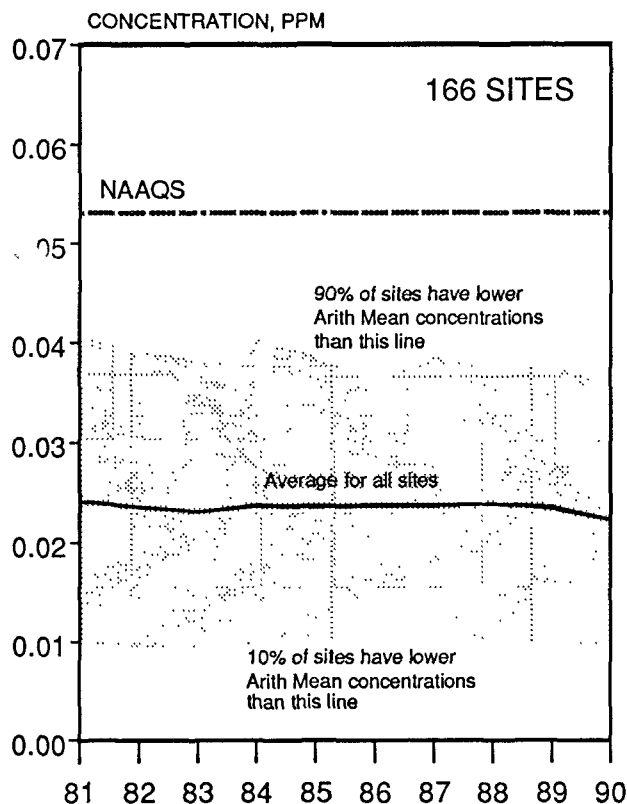 CONCENTRATION, PPM
0.07
166 SITES
0.06
NAAQS
05
90% of sites have lower
Arith Mean concentrations
than this line
0.04
0.03
Average for all sites
0.02
0.01
10% of sites have lower
Arith Mean concentrations
than this line
0.00
81 82 83 84 85 86 87 88 89 90